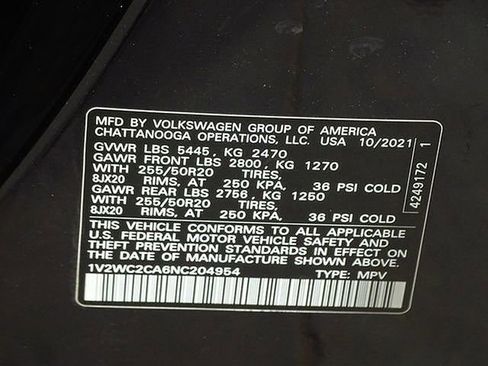 MFD BY VOLKSWAGEN GROUP OF AMERICA
CHATTANOOGA OPERATIONS, LLC. USA 10/2021
GVWR LBS 5445, KG 2470
GAWR FRONT LBS 2800, KG 1270
WITH 255/50R20 TIRES,
8JX20 RIMS, AT 250 KPA, 36 PSI COLD
GAWR REAR LBS 2756, KG 1250
WITH 255/50R20 TIRES,
8JX20 RIMS, AT 250 KPA, 36 PSI COLD
THIS VEHICLE CONFORMS TO ALL APPLICABLE
U.S. FEDERAL MOTOR VEHICLE SAFETY AND
THEFT PREVENTION STANDARDS IN EFFECT ON
THE DATE OF MANUFACTURE SHOWN ABOVE.
1V2WC2CA6NC204954 TYPE: MPV
4249172 1